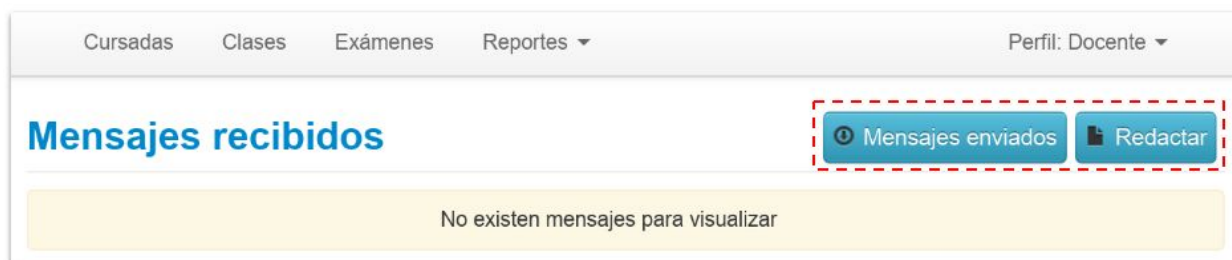 Cursadas Clases Exámenes Reportes Perfil: Docente
Mensajes recibidos
Mensajes enviados Redactar
No existen mensajes para visualizar